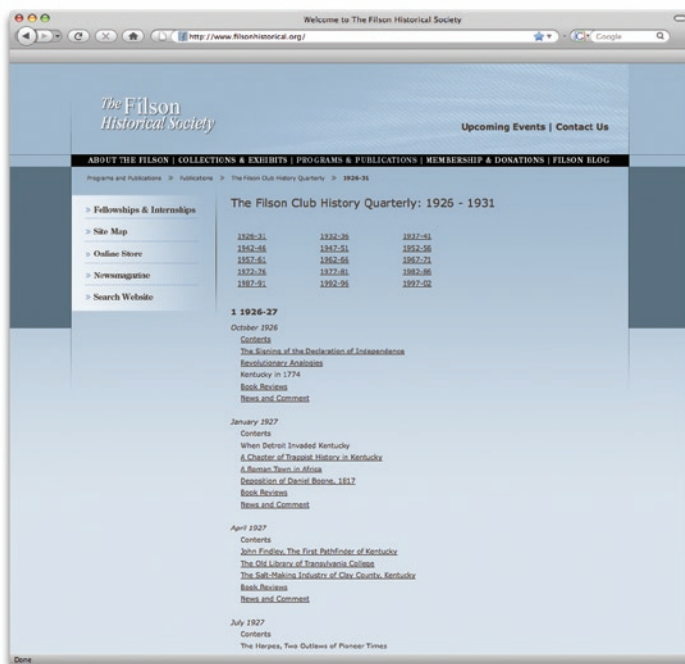 Welcome to The Filson Historical Society
http://www.filsonhistorical.org/
Google
The Filson
Historical Society
Upcoming Events | Contact Us
ABOUT THE FILSON | COLLECTIONS & EXHIBITS | PROGRAMS & PUBLICATIONS | MEMBERSHIP & DONATIONS | FILSON BLOG
Programs and Publications > Publications > The Filson Club History Quarterly > 1926-31
» Fellowships & Internships
» Site Map
» Online Store
» Newsmagazine
» Search Website
The Filson Club History Quarterly: 1926 - 1931
1926-31 1932-36 1937-41
1942-46 1947-51 1952-56
1957-61 1962-66 1967-71
1972-76 1977-81 1982-86
1987-91 1992-96 1997-02
1 1926-27
October 1926
Contents
The Signing of the Declaration of Independence
Revolutionary Analogies
Kentucky in 1774
Book Reviews
News and Comment
January 1927
Contents
When Detroit Invaded Kentucky
A Chapter of Trappist History in Kentucky
A Roman Town in Africa
Deposition of Daniel Boone, 1817
Book Reviews
News and Comment
April 1927
Contents
John Findley, The First Pathfinder of Kentucky
The Old Library of Transylvania College
The Salt-Making Industry of Clay County, Kentucky
Book Reviews
News and Comment
July 1927
Contents
The Harpes, Two Outlaws of Pioneer Times
Done